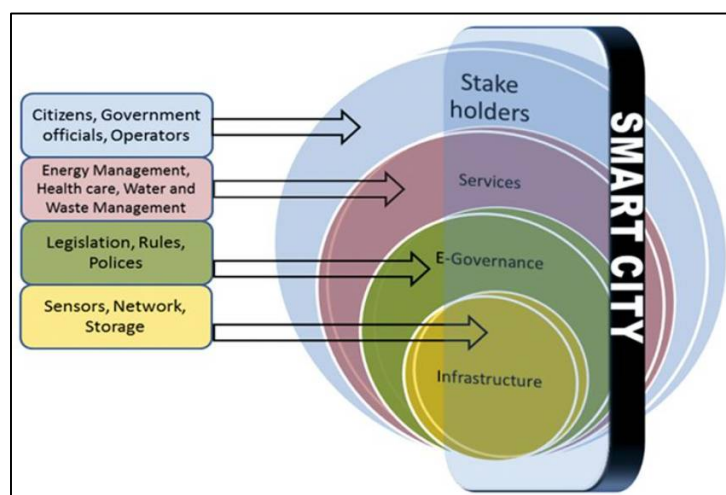 Citizens, Government
officials, Operators
Energy Management,
Health care, Water and
Waste Management
Legislation, Rules,
Polices
Sensors, Network,
Storage
Stake
holders
Services
E-Governance
Infrastructure
SMART CITY